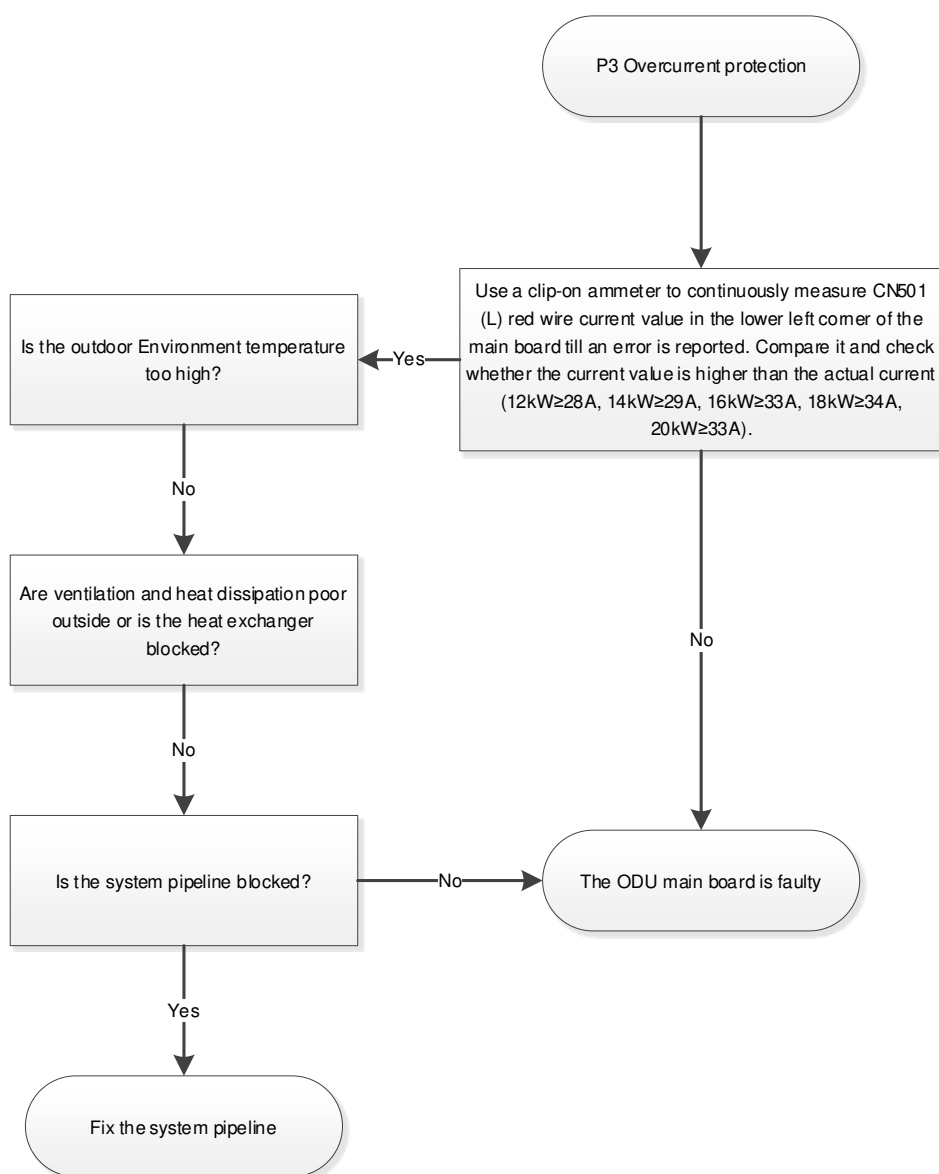 P3 Overcurrent protection
Use a clip-on ammeter to continuously measure CN501
(L) red wire current value in the lower left corner of the
main board till an error is reported. Compare it and check
whether the current value is higher than the actual current
(12kW≥28A, 14kW≥29A, 16kW≥33A, 18kW≥34A,
20kW≥33A).
Yes
Is the outdoor Environment temperature
too high?
No
Are ventilation and heat dissipation poor
outside or is the heat exchanger
blocked?
No
No
Is the system pipeline blocked?
No
The ODU main board is faulty
Yes
Fix the system pipeline